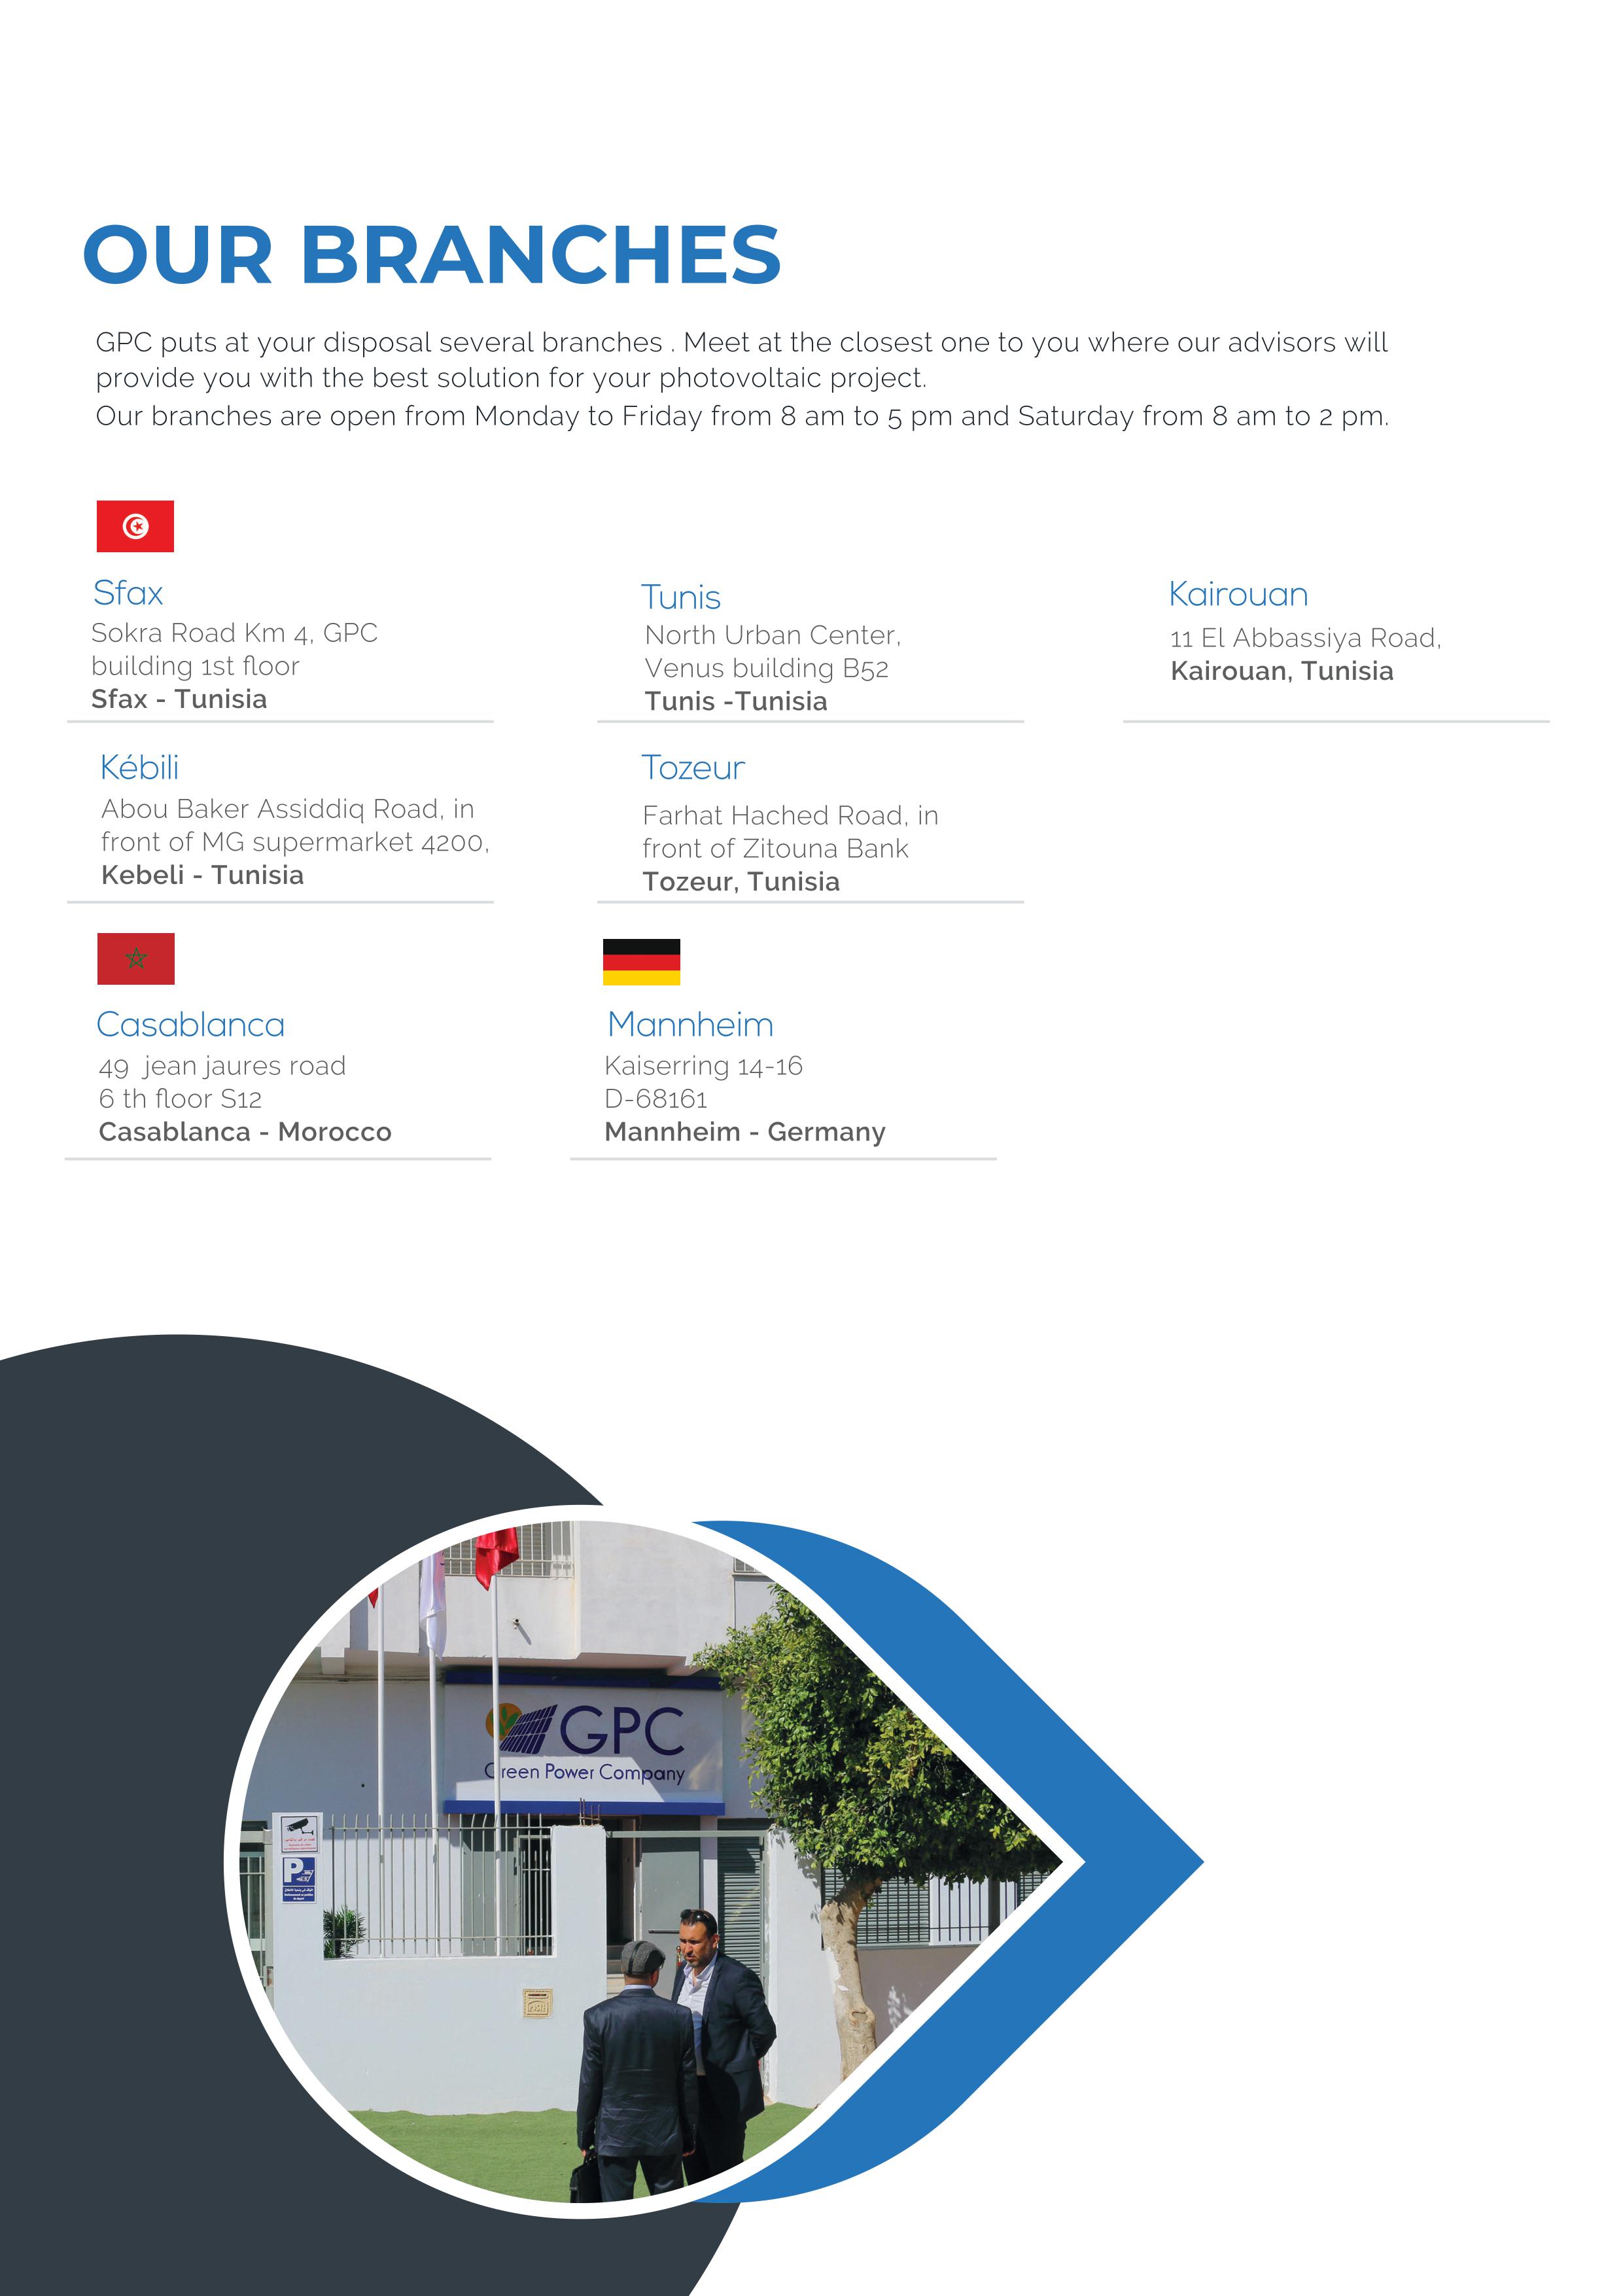 OUR BRANCHES
GPC puts at your disposal several branches . Meet at the closest one to you where our advisors will
provide you with the best solution for your photovoltaic project.
Our branches are open from Monday to Friday from 8 am to 5 pm and Saturday from 8 am to 2 pm.
Sfax
Sokra Road Km 4, GPC
building 1st floor
Sfax - Tunisia
Tunis
North Urban Center,
Venus building B52
Tunis -Tunisia
Kairouan
11 El Abbassiya Road,
Kairouan, Tunisia
Kébili
Abou Baker Assiddiq Road, in
front of MG supermarket 4200,
Kebeli - Tunisia
Tozeur
Farhat Hached Road, in
front of Zitouna Bank
Tozeur, Tunisia
Casablanca
49  jean jaures road
6 th floor S12
Casablanca - Morocco
Mannheim
Kaiserring 14-16
D-68161
Mannheim - Germany
GPC
Green Power Company
P